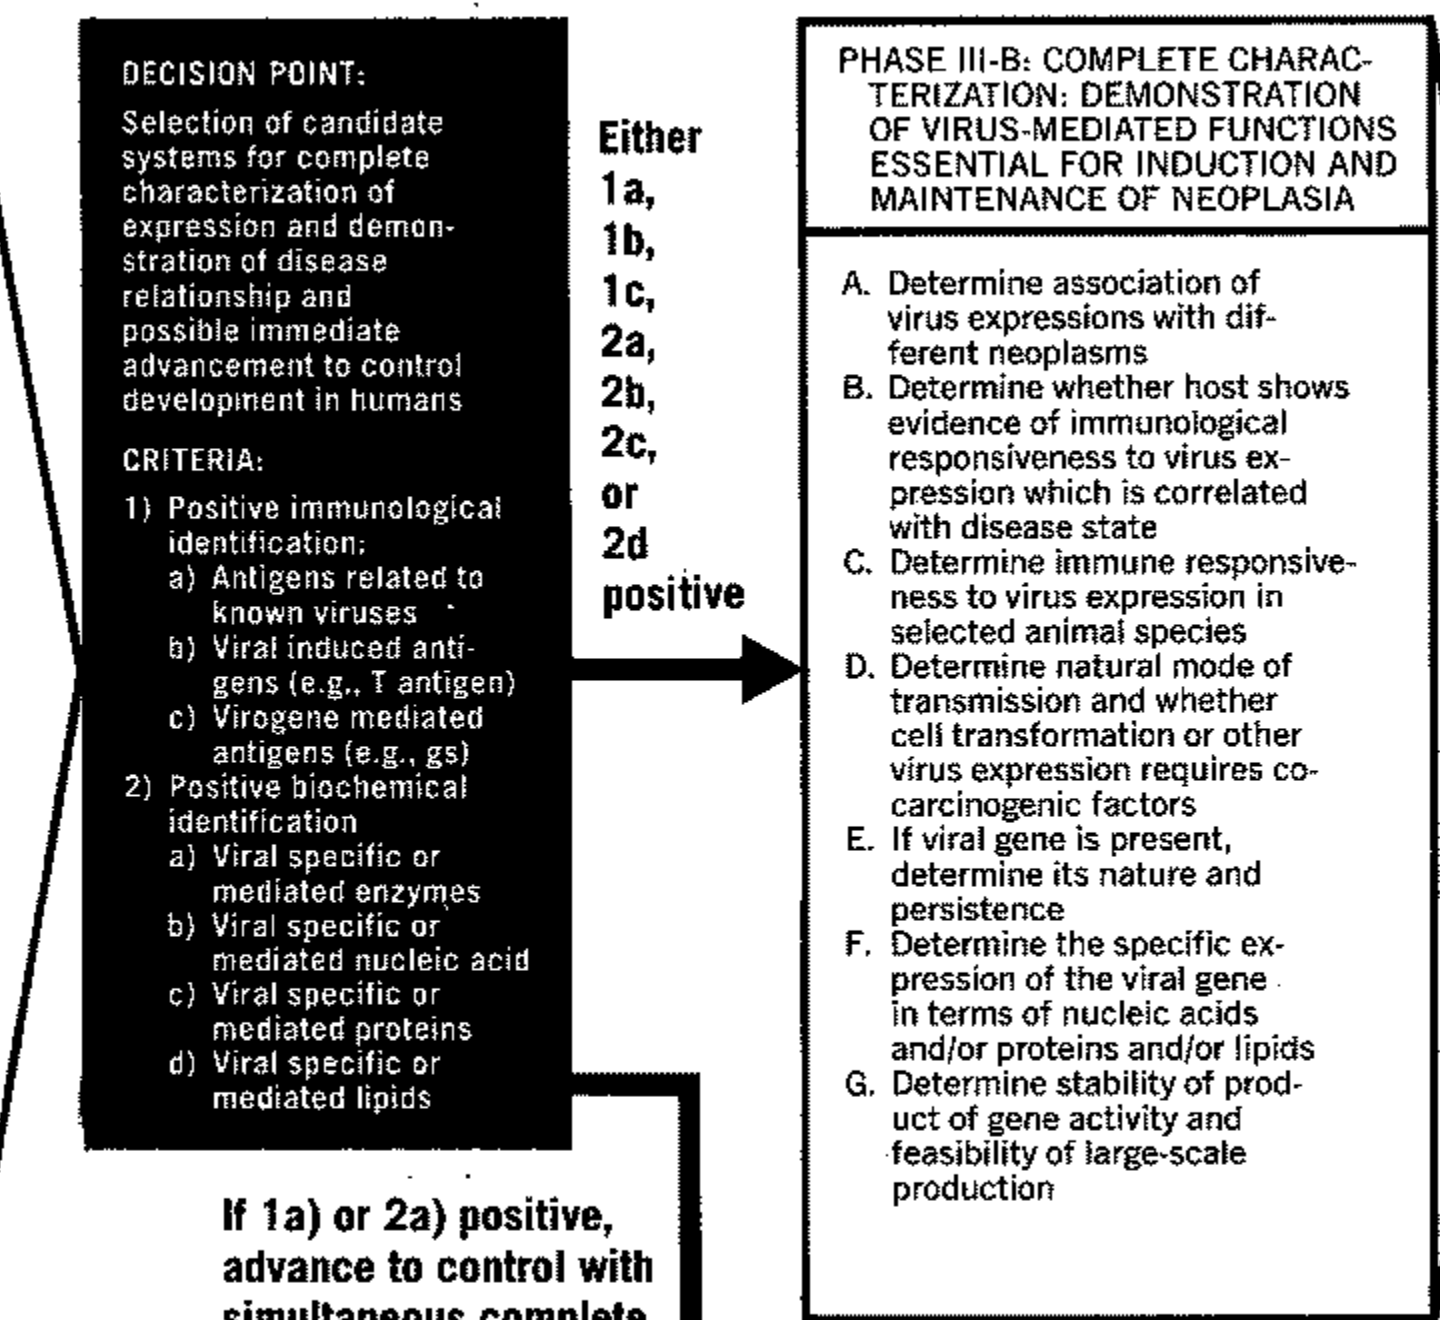 DECISION POINT:
Selection of candidate
systems for complete
characterization of
expression and demon-
stration of disease
relationship and
possible immediate
advancement to control
development in humans
CRITERIA:
1) Positive immunological
identification:
a) Antigens related to
known viruses
b) Viral induced anti-
gens (e.g., T antigen)
c) Virogene mediated
antigens (e.g., gs)
2) Positive biochemical
identification
a) Viral specific or
mediated enzymes
b) Viral specific or
mediated nucleic acid
c) Viral specific or
mediated proteins
d) Viral specific or
mediated lipids
Either
1a,
1b,
1c,
2a,
2b,
2c,
or
2d
positive
If 1a) or 2a) positive,
advance to control with
simultaneous complete
PHASE III-B: COMPLETE CHARAC-
TERIZATION: DEMONSTRATION
OF VIRUS-MEDIATED FUNCTIONS
ESSENTIAL FOR INDUCTION AND
MAINTENANCE OF NEOPLASIA
A. Determine association of
virus expressions with dif-
ferent neoplasms
B. Determine whether host shows
evidence of immunological
responsiveness to virus ex-
pression which is correlated
with disease state
C. Determine immune responsive-
ness to virus expression in
selected animal species
D. Determine natural mode of
transmission and whether
cell transformation or other
virus expression requires co-
carcinogenic factors
E. If viral gene is present,
determine its nature and
persistence
F. Determine the specific ex-
pression of the viral gene
in terms of nucleic acids
and/or proteins and/or lipids
G. Determine stability of prod-
uct of gene activity and
feasibility of large-scale
production